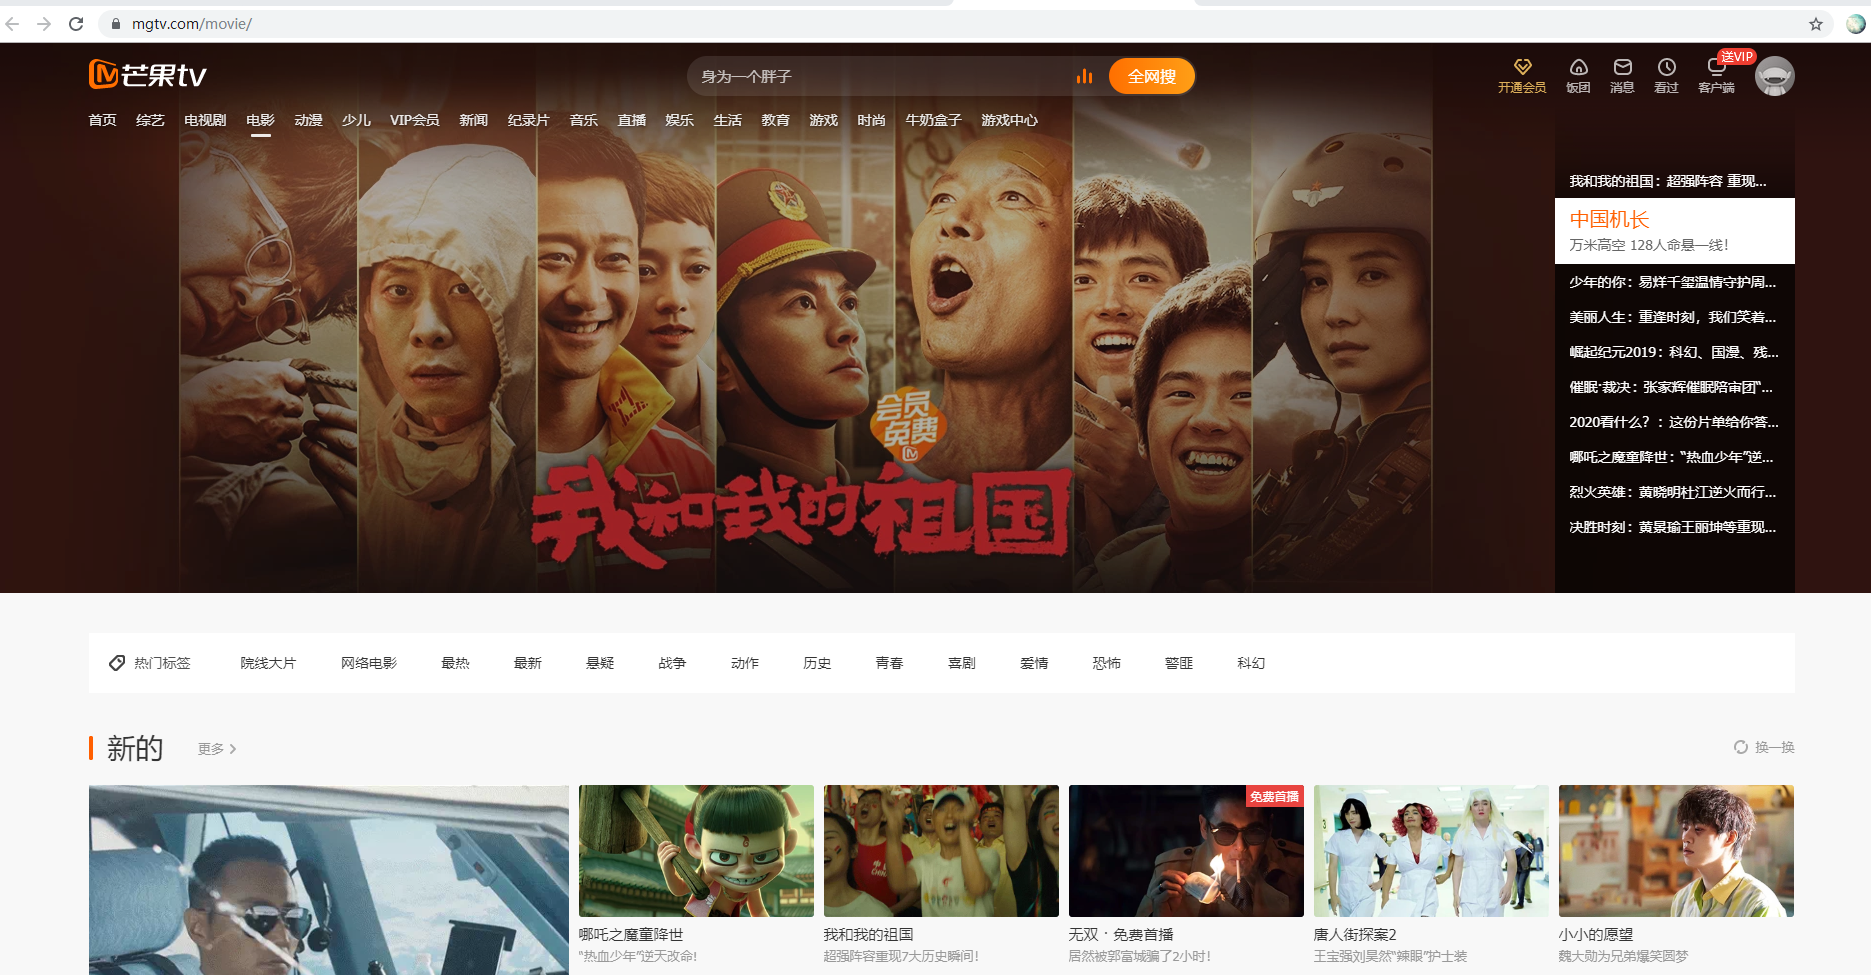 mgtv.com/movie/
芒果tv
身为一个胖子
全网搜
开通会员
饭团
消息
看过
送VIP
客户端
首页 综艺 电视剧 电影 动漫 少儿 VIP会员 新闻 纪录片 音乐 直播 娱乐 生活 教育 游戏 时尚 牛奶盒子 游戏中心
会员
免费
我和我的祖国
我和我的祖国：超强阵容 重现...
中国机长
万米高空 128人命悬一线！
少年的你：易烊千玺温情守护周...
美丽人生：重逢时刻，我们笑着...
崛起纪元2019：科幻、国漫、残...
催眠·裁决：张家辉催眠陪审团“...
2020看什么？：这份片单给你答...
哪吒之魔童降世：“热血少年”逆...
烈火英雄：黄晓明杜江逆火而行...
决胜时刻：黄景瑜王丽坤等重现...
热门标签 院线大片 网络电影 最热 最新 悬疑 战争 动作 历史 青春 喜剧 爱情 恐怖 警匪 科幻
新的 更多
换一换
免费首播
哪吒之魔童降世
“热血少年”逆天改命！
我和我的祖国
超强阵容重现7大历史瞬间！
无双·免费首播
居然被郭富城骗了2小时！
唐人街探案2
王宝强刘昊然“辣眼”护士装
小小的愿望
魏大勋为兄弟爆笑圆梦